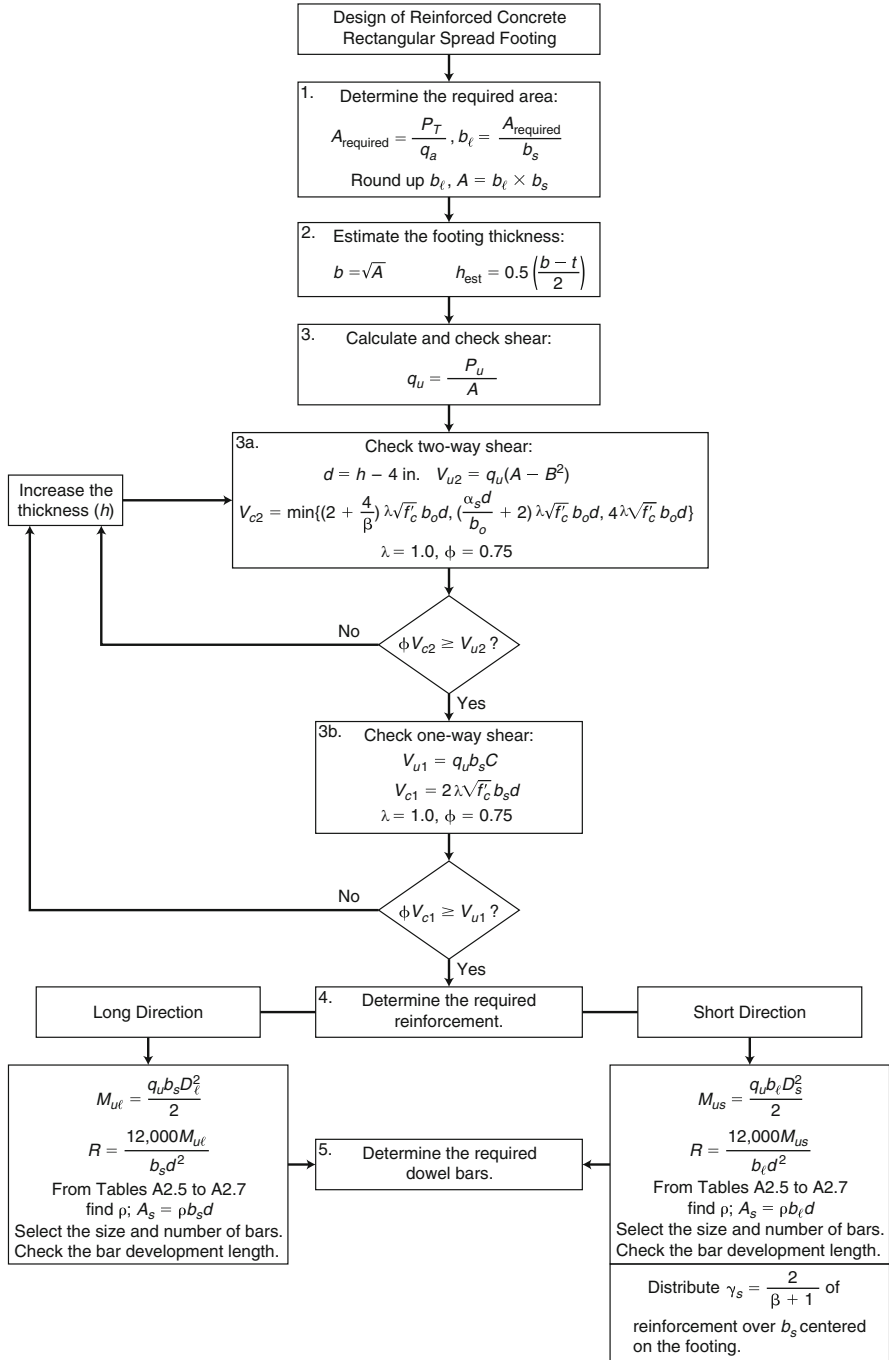 Design of Reinforced Concrete
Rectangular Spread Footing
1. Determine the required area:
A_required = P_T / q_a , b_ℓ = A_required / b_s
Round up b_ℓ, A = b_ℓ × b_s
2. Estimate the footing thickness:
b = √A h_est = 0.5 ((b − t) / 2)
3. Calculate and check shear:
q_u = P_u / A
3a. Check two-way shear:
d = h − 4 in. V_u2 = q_u(A − B²)
V_c2 = min{(2 + 4/β) λ√f′_c b_o d, (α_s d / b_o + 2) λ√f′_c b_o d, 4λ√f′_c b_o d}
λ = 1.0, ϕ = 0.75
Increase the
thickness (h)
No
ϕV_c2 ≥ V_u2 ?
Yes
3b. Check one-way shear:
V_u1 = q_u b_s C
V_c1 = 2λ√f′_c b_s d
λ = 1.0, ϕ = 0.75
No
ϕV_c1 ≥ V_u1 ?
Yes
4. Determine the required
reinforcement.
Long Direction
M_uℓ = q_u b_s D_ℓ² / 2
R = 12,000M_uℓ / b_s d²
From Tables A2.5 to A2.7
find ρ; A_s = ρb_s d
Select the size and number of bars.
Check the bar development length.
5. Determine the required
dowel bars.
Short Direction
M_us = q_u b_ℓ D_s² / 2
R = 12,000M_us / b_ℓ d²
From Tables A2.5 to A2.7
find ρ; A_s = ρb_ℓ d
Select the size and number of bars.
Check the bar development length.
Distribute γ_s = 2 / (β + 1) of
reinforcement over b_s centered
on the footing.